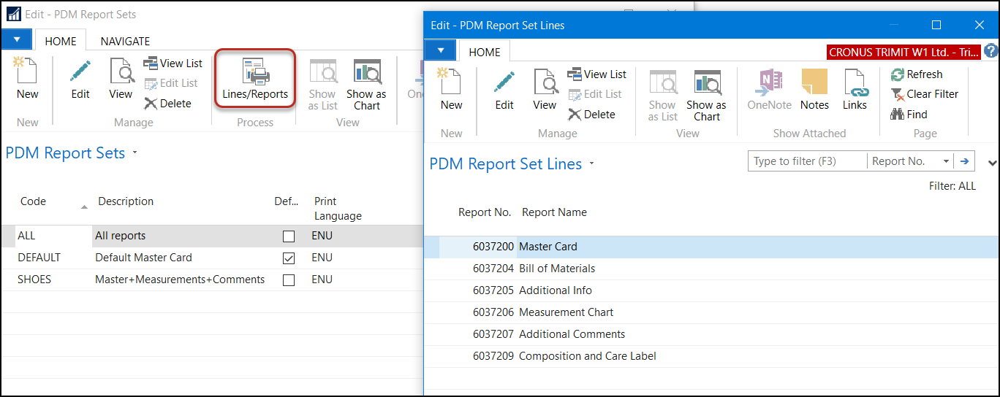 Edit - PDM Report Sets
HOME NAVIGATE
New
Edit
View
View List
Edit List
Delete
Lines/Reports
Show as List
Show as Chart
New Manage Process View
PDM Report Sets
Code Description Def... Print Language
ALL All reports ENU
DEFAULT Default Master Card ENU
SHOES Master+Measurements+Comments ENU
Edit - PDM Report Set Lines
HOME
CRONUS TRIMIT W1 Ltd. - Tri...
?
New
Edit
View
View List
Edit List
Delete
Show as List
Show as Chart
OneNote
Notes
Links
Refresh
Clear Filter
Find
New Manage View Show Attached Page
PDM Report Set Lines
Type to filter (F3) Report No.
Filter: ALL
Report No. Report Name
6037200 Master Card
6037204 Bill of Materials
6037205 Additional Info
6037206 Measurement Chart
6037207 Additional Comments
6037209 Composition and Care Label